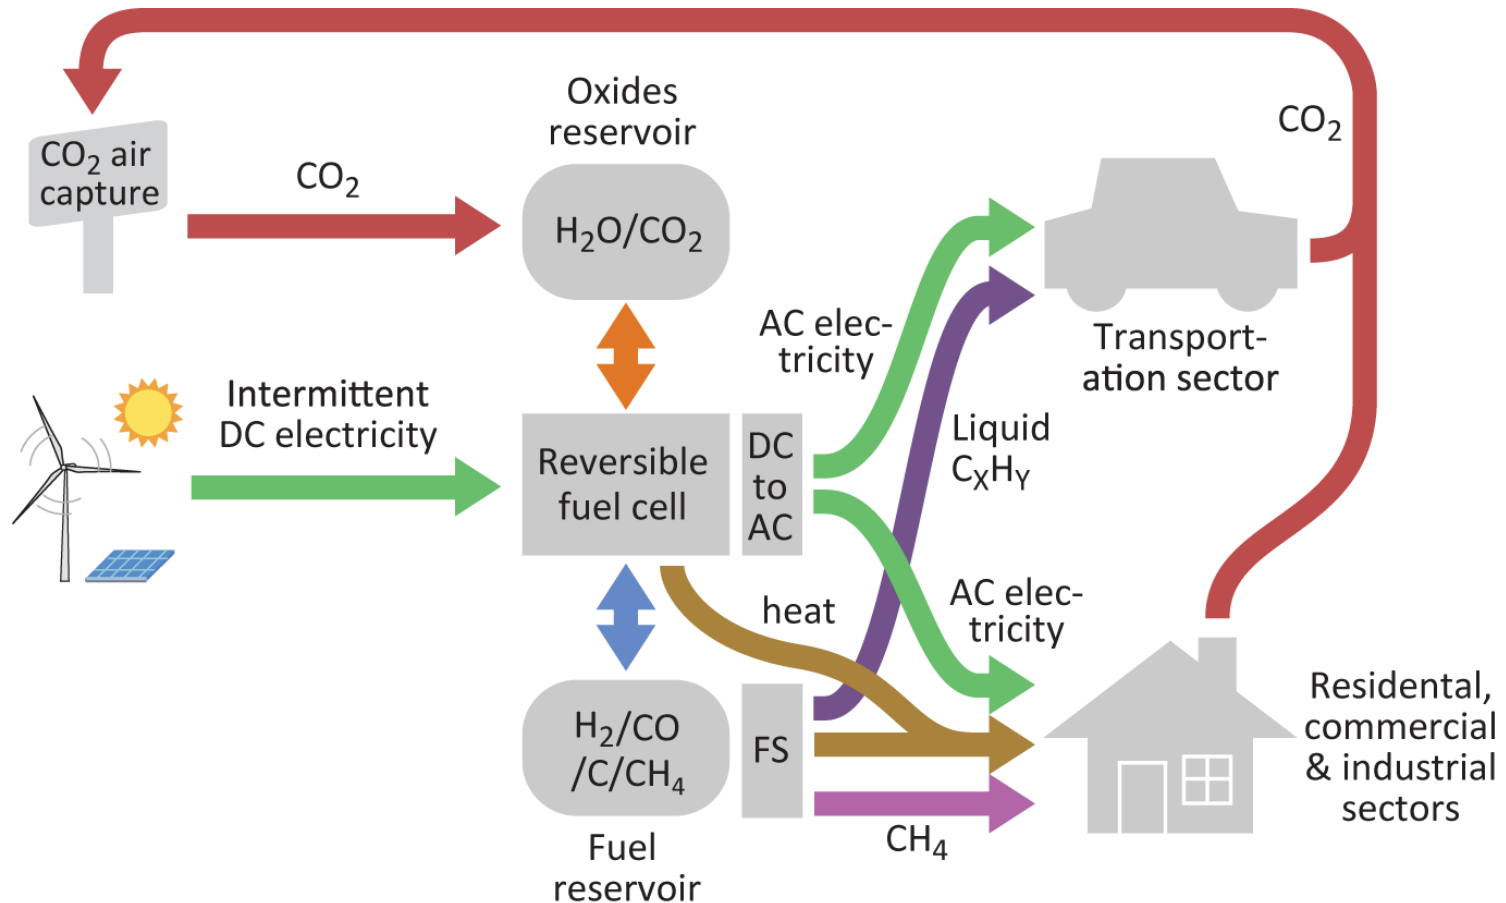 CO₂
Oxides
reservoir
CO₂ air
capture
CO₂
H₂O/CO₂
AC elec-
tricity
Transport-
ation sector
Intermittent
DC electricity
Liquid
CₓHᵧ
Reversible
fuel cell
DC
to
AC
heat
AC elec-
tricity
H₂/CO
/C/CH₄
FS
CH₄
Residental,
commercial
& industrial
sectors
Fuel
reservoir